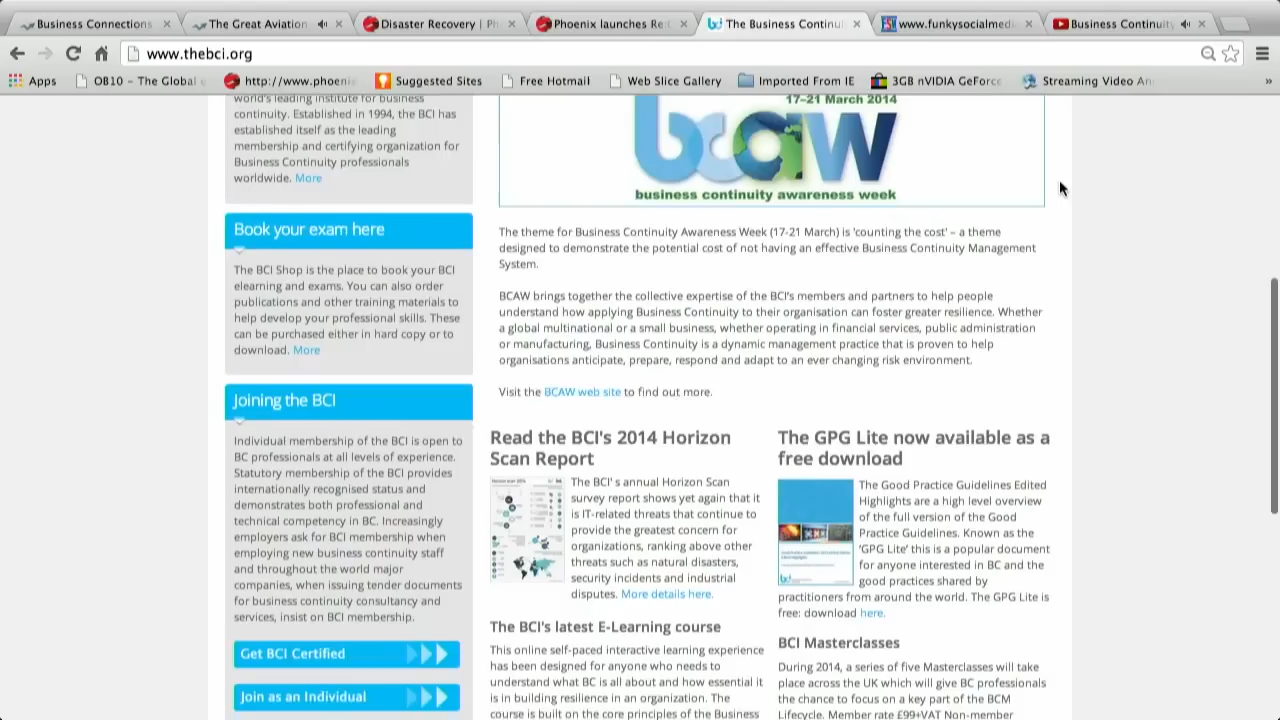 Business Connections
The Great Aviation
Disaster Recovery | Ph
Phoenix launches Re:C
The Business Continui
www.funkysocialmedi
Business Continuity
www.thebci.org
Apps
OB10 – The Global e
http://www.phoeni
Suggested Sites
Free Hotmail
Web Slice Gallery
Imported From IE
3GB nVIDIA GeForce
Streaming Video An
»
world's leading institute for business
continuity. Established in 1994, the BCI has
established itself as the leading
membership and certifying organization for
Business Continuity professionals
worldwide. More
Book your exam here
The BCI Shop is the place to book your BCI
elearning and exams. You can also order
publications and other training materials to
help develop your professional skills. These
can be purchased either in hard copy or to
download. More
Joining the BCI
Individual membership of the BCI is open to
BC professionals at all levels of experience.
Statutory membership of the BCI provides
internationally recognised status and
demonstrates both professional and
technical competency in BC. Increasingly
employers ask for BCI membership when
employing new business continuity staff
and throughout the world major
companies, when issuing tender documents
for business continuity consultancy and
services, insist on BCI membership.
Get BCI Certified
Join as an Individual
17–21 March 2014
bcaw
business continuity awareness week
The theme for Business Continuity Awareness Week (17-21 March) is 'counting the cost' – a theme
designed to demonstrate the potential cost of not having an effective Business Continuity Management
System.
BCAW brings together the collective expertise of the BCI's members and partners to help people
understand how applying Business Continuity to their organisation can foster greater resilience. Whether
a global multinational or a small business, whether operating in financial services, public administration
or manufacturing, Business Continuity is a dynamic management practice that is proven to help
organisations anticipate, prepare, respond and adapt to an ever changing risk environment.
Visit the BCAW web site to find out more.
Read the BCI's 2014 Horizon
Scan Report
The BCI' s annual Horizon Scan
survey report shows yet again that it
is IT-related threats that continue to
provide the greatest concern for
organizations, ranking above other
threats such as natural disasters,
security incidents and industrial
disputes. More details here.
The BCI's latest E-Learning course
This online self-paced interactive learning experience
has been designed for anyone who needs to
understand what BC is all about and how essential it
is in building resilience in an organization. The
course is built on the core principles of the Business
The GPG Lite now available as a
free download
The Good Practice Guidelines Edited
Highlights are a high level overview
of the full version of the Good
Practice Guidelines. Known as the
'GPG Lite' this is a popular document
for anyone interested in BC and the
good practices shared by
practitioners from around the world. The GPG Lite is
free: download here.
BCI Masterclasses
During 2014, a series of five Masterclasses will take
place across the UK which will give BC professionals
the chance to focus on a key part of the BCM
Lifecycle. Member rate £99+VAT Non-member